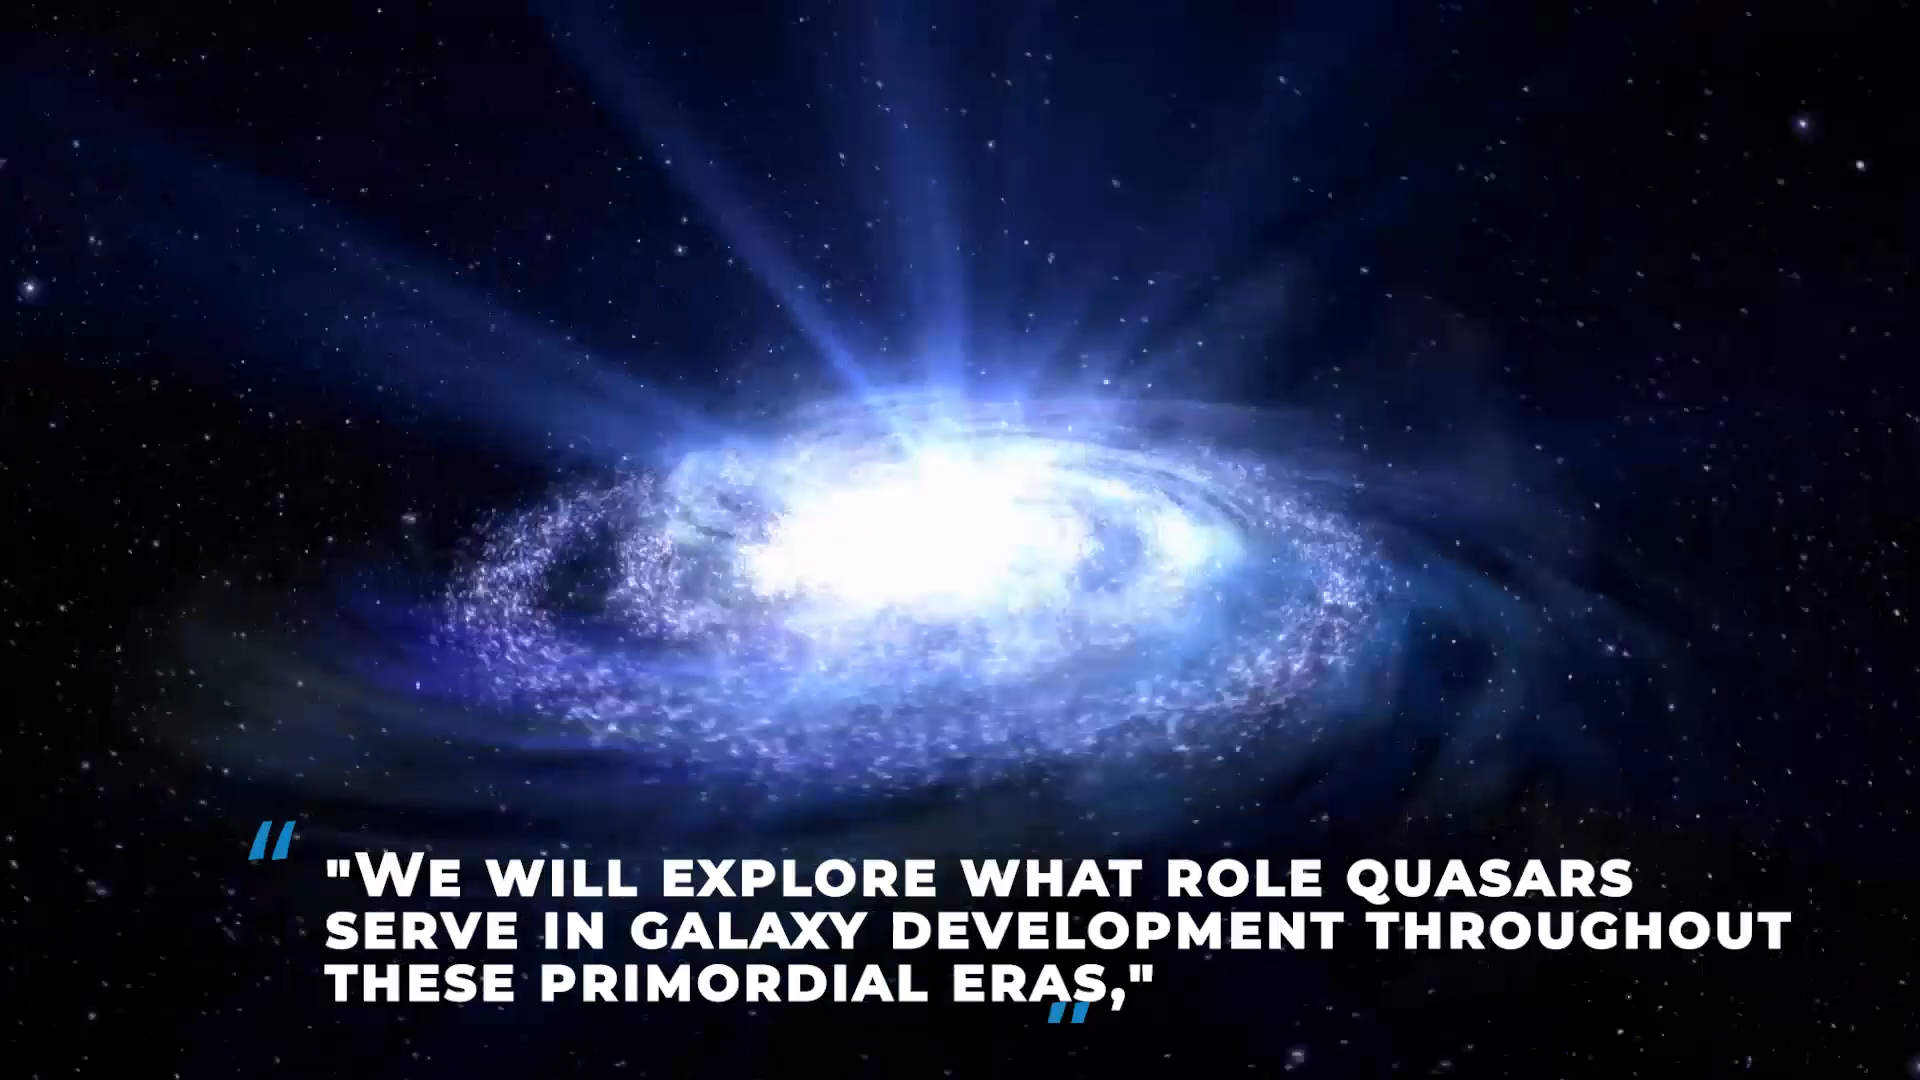 "We will explore what role quasars
serve in galaxy development throughout
these primordial eras,"